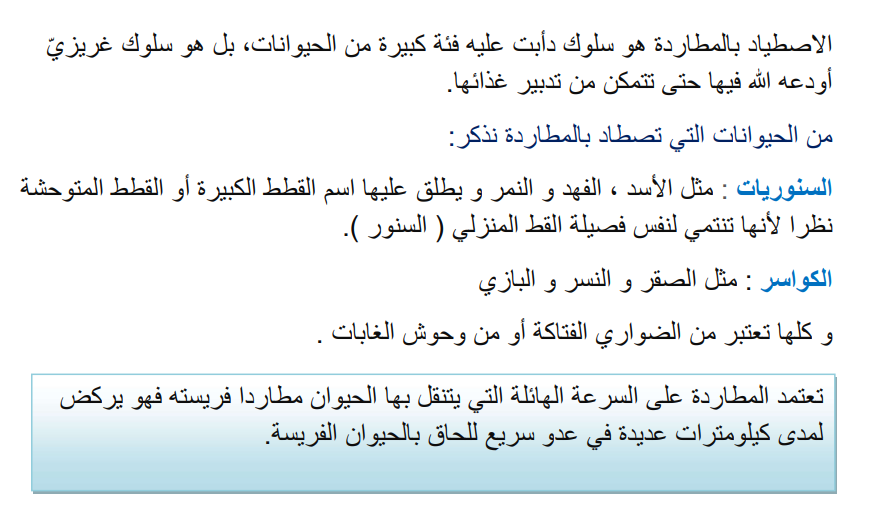 الاصطياد بالمطاردة هو سلوك دأبت عليه فئة كبيرة من الحيوانات، بل هو سلوك غريزيّ
أودعه الله فيها حتى تتمكن من تدبير غذائها.
من الحيوانات التي تصطاد بالمطاردة نذكر:
السنوريات : مثل الأسد ، الفهد و النمر و يطلق عليها اسم القطط الكبيرة أو القطط المتوحشة
نظرا لأنها تنتمي لنفس فصيلة القط المنزلي ( السنور ).
الكواسر : مثل الصقر و النسر و البازي
و كلها تعتبر من الضواري الفتاكة أو من وحوش الغابات .
تعتمد المطاردة على السرعة الهائلة التي يتنقل بها الحيوان مطاردا فريسته فهو يركض
لمدى كيلومترات عديدة في عدو سريع للحاق بالحيوان الفريسة.